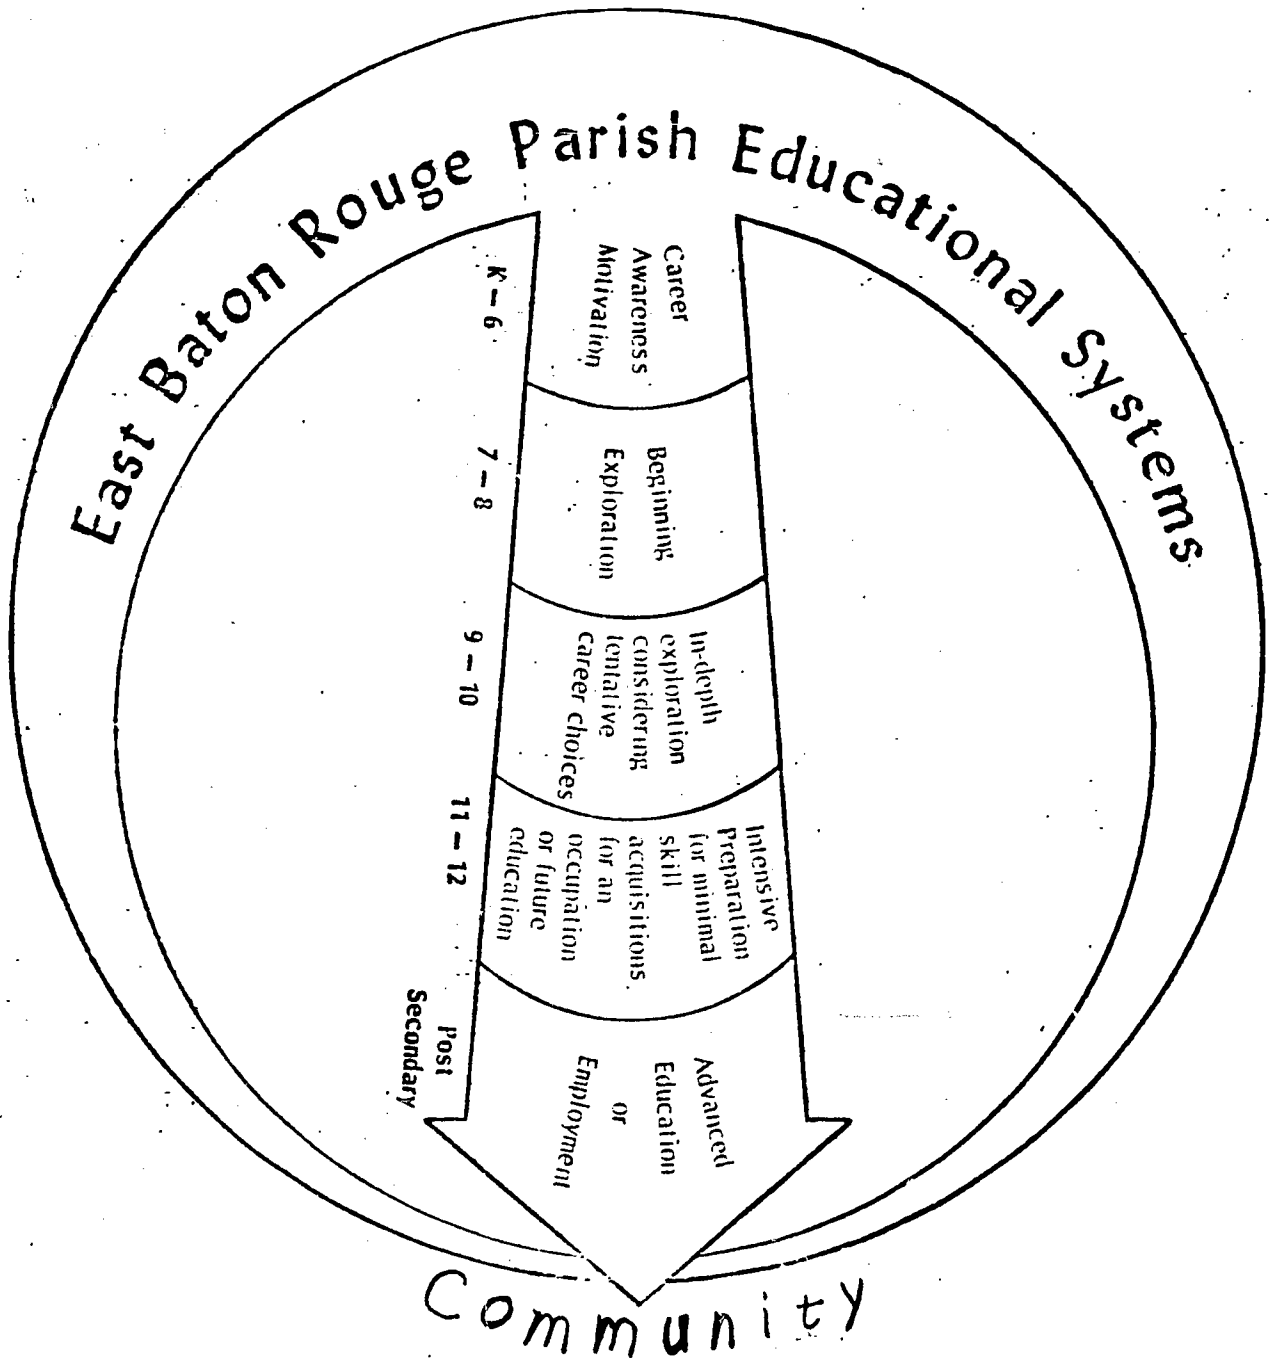 East Baton Rouge Parish Educational Systems
K – 6
Career
Awareness
Motivation
7 – 8
Beginning
Exploration
9 – 10
In-depth
exploration
considering
tentative
career choices
11 – 12
Intensive
Preparation
for minimal
skill
acquisitions
for an
occupation
or future
education
Post
Secondary
Advanced
Education
or
Employment
Community